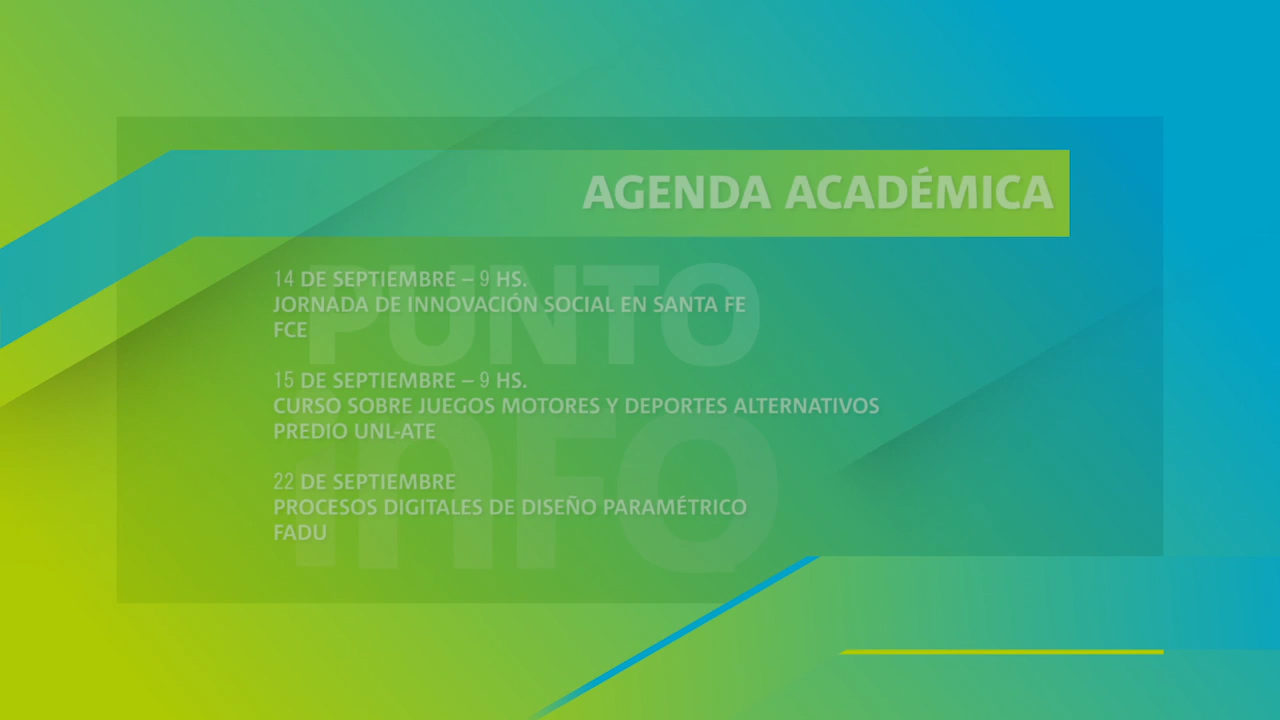 AGENDA ACADÉMICA
14 DE SEPTIEMBRE – 9 HS.
JORNADA DE INNOVACIÓN SOCIAL EN SANTA FE
FCE
15 DE SEPTIEMBRE – 9 HS.
CURSO SOBRE JUEGOS MOTORES Y DEPORTES ALTERNATIVOS
PREDIO UNL-ATE
22 DE SEPTIEMBRE
PROCESOS DIGITALES DE DISEÑO PARAMÉTRICO
FADU
PUNTO
INFO